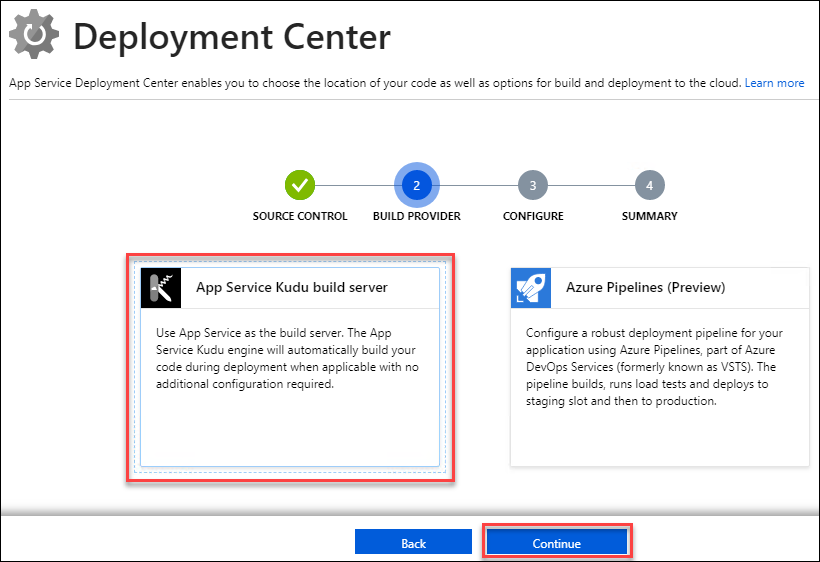 Deployment Center
App Service Deployment Center enables you to choose the location of your code as well as options for build and deployment to the cloud. Learn more
2
3
4
SOURCE CONTROL
BUILD PROVIDER
CONFIGURE
SUMMARY
App Service Kudu build server
Use App Service as the build server. The App
Service Kudu engine will automatically build your
code during deployment when applicable with no
additional configuration required.
Azure Pipelines (Preview)
Configure a robust deployment pipeline for your
application using Azure Pipelines, part of Azure
DevOps Services (formerly known as VSTS). The
pipeline builds, runs load tests and deploys to
staging slot and then to production.
Back
Continue